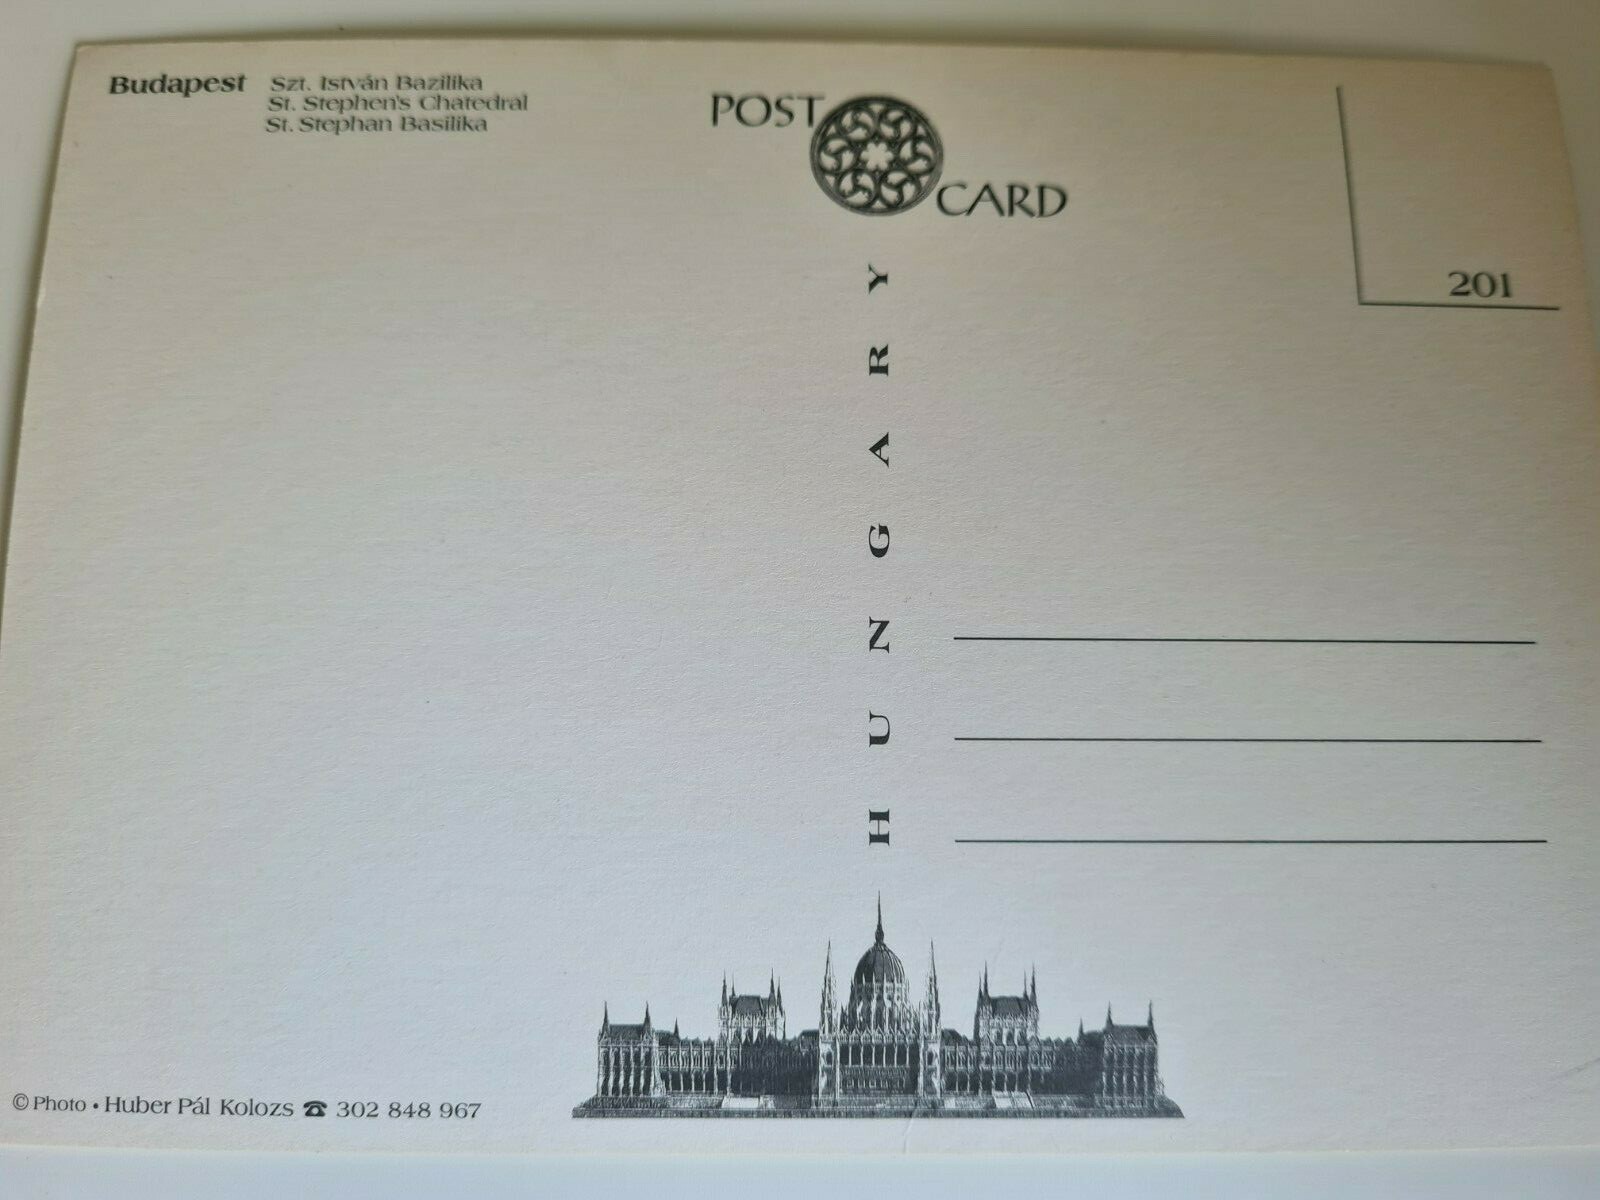 Budapest Szt. István Bazilika
St. Stephen's Chatedral
St. Stephan Basilika
POST
CARD
201
HUNGARY
© Photo • Huber Pál Kolozs ☎ 302 848 967